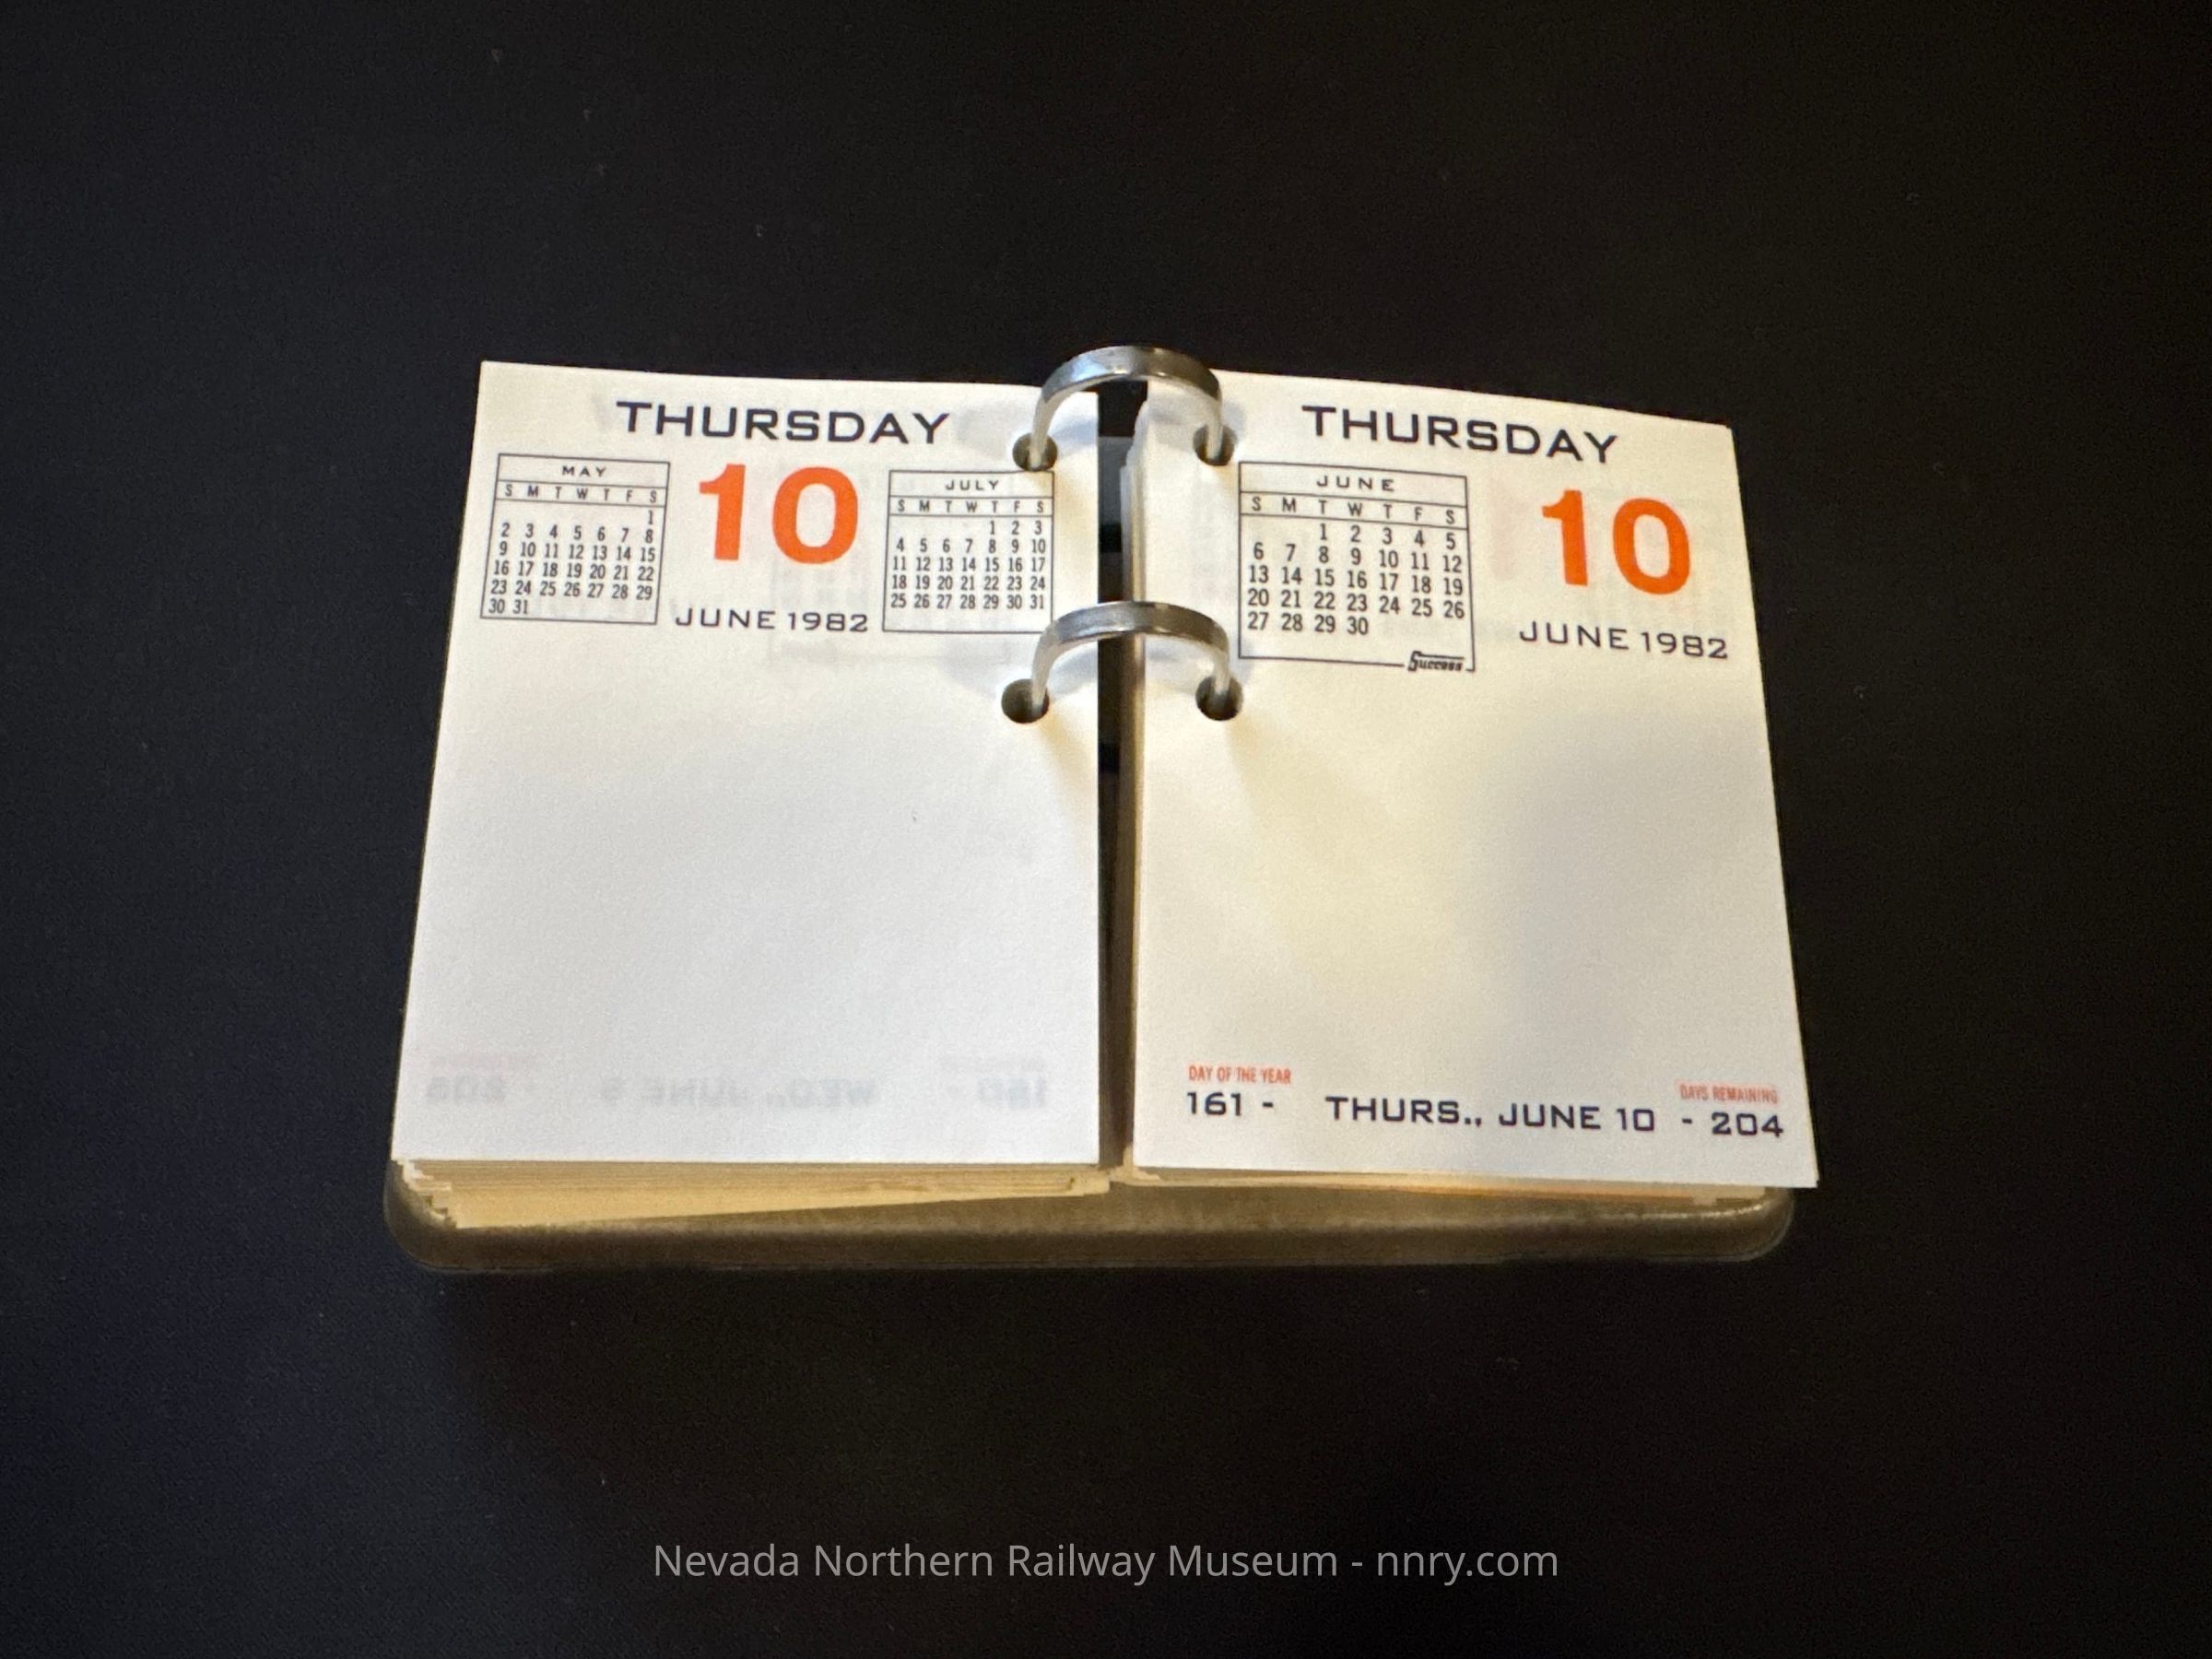 THURSDAY
MAY
S M T W T F S
1
2 3 4 5 6 7 8
9 10 11 12 13 14 15
16 17 18 19 20 21 22
23 24 25 26 27 28 29
30 31
10
JUNE 1982
JULY
S M T W T F S
1 2 3
4 5 6 7 8 9 10
11 12 13 14 15 16 17
18 19 20 21 22 23 24
25 26 27 28 29 30 31
THURSDAY
JUNE
S M T W T F S
1 2 3 4 5
6 7 8 9 10 11 12
13 14 15 16 17 18 19
20 21 22 23 24 25 26
27 28 29 30
Success
10
JUNE 1982
DAY OF THE YEAR
DAYS REMAINING
161 - THURS., JUNE 10 - 204
Nevada Northern Railway Museum - nnry.com